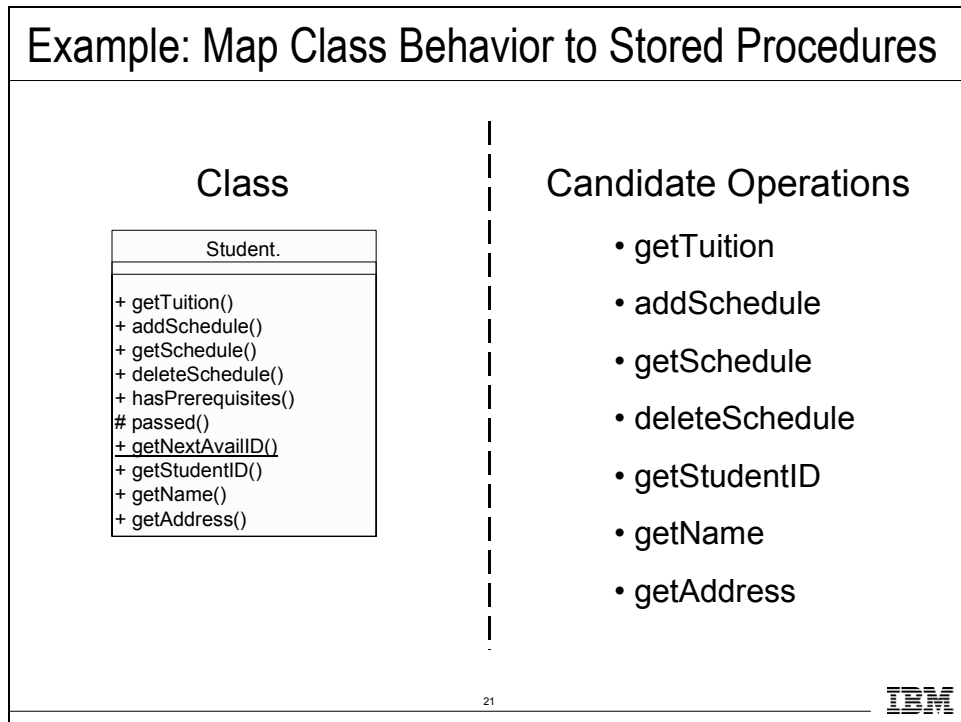 Example: Map Class Behavior to Stored Procedures
Class
Student.
+ getTuition()
+ addSchedule()
+ getSchedule()
+ deleteSchedule()
+ hasPrerequisites()
# passed()
+ getNextAvailID()
+ getStudentID()
+ getName()
+ getAddress()
Candidate Operations
• getTuition
• addSchedule
• getSchedule
• deleteSchedule
• getStudentID
• getName
• getAddress
21
IBM